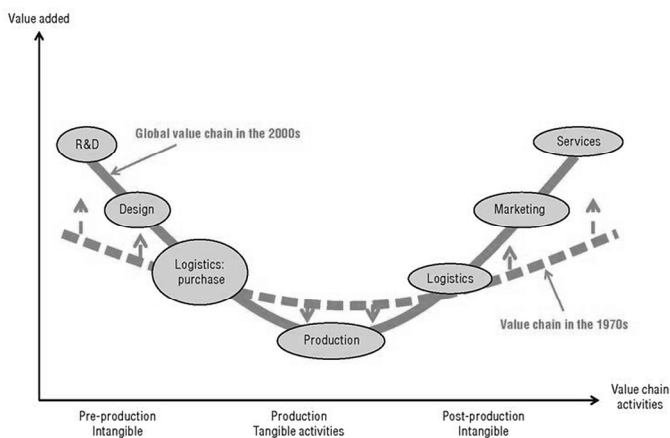 Value added
Global value chain in the 2000s
R&D
Services
Design
Marketing
Logistics:
purchase
Logistics
Value chain in the 1970s
Production
Value chain
activities
Pre-production
Intangible
Production
Tangible activities
Post-production
Intangible